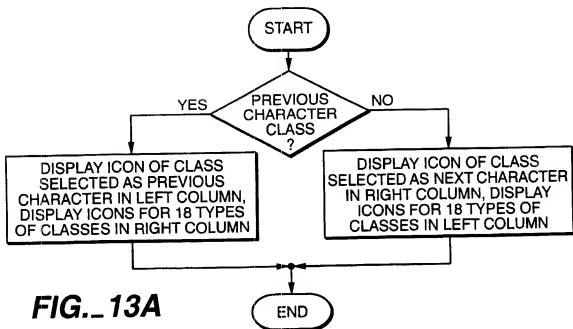 START
PREVIOUS
CHARACTER
CLASS
?
YES
NO
DISPLAY ICON OF CLASS
SELECTED AS PREVIOUS
CHARACTER IN LEFT COLUMN,
DISPLAY ICONS FOR 18 TYPES
OF CLASSES IN RIGHT COLUMN
DISPLAY ICON OF CLASS
SELECTED AS NEXT CHARACTER
IN RIGHT COLUMN, DISPLAY
ICONS FOR 18 TYPES OF
CLASSES IN LEFT COLUMN
END
FIG._13A